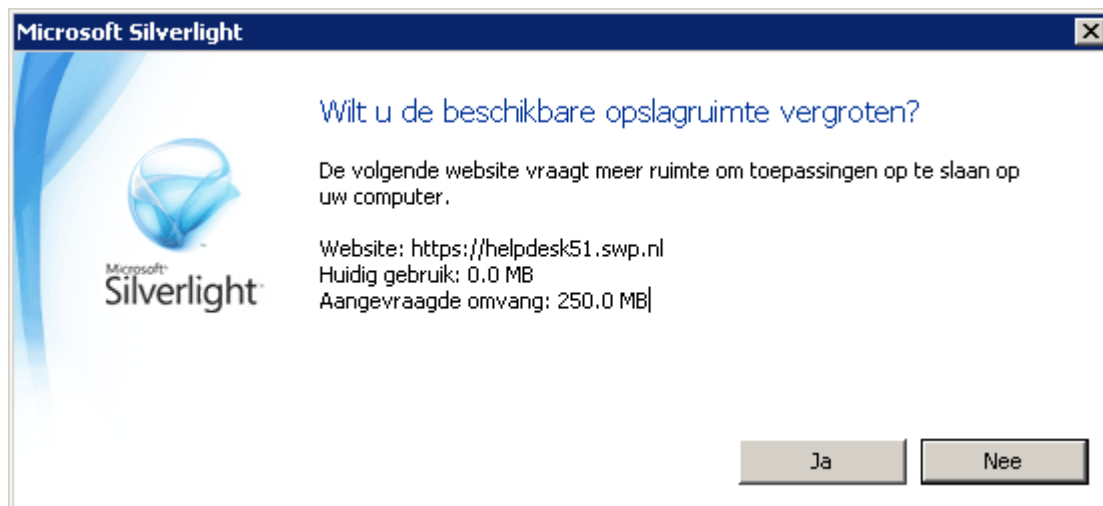 Microsoft Silverlight
Wilt u de beschikbare opslagruimte vergroten?
De volgende website vraagt meer ruimte om toepassingen op te slaan op
uw computer.
Website: https://helpdesk51.swp.nl
Huidig gebruik: 0.0 MB
Aangevraagde omvang: 250.0 MB
Microsoft
Silverlight
Ja
Nee